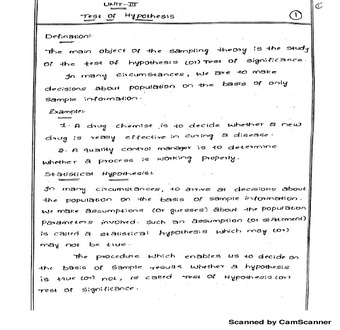 UNIT-III
Test of Hypothesis
1
Definition:
The main object of the sampling theory is the study
of the test of hypothesis (or) Test of significance.
In many circumstances, we are to make
decisions about population on the basis of only
sample information.
Example:
1. A drug chemist is to decide whether a new
drug is really effective in curing a disease.
2. A quality control manager is to determine
whether a process is working properly.
Statistical Hypothesis:
In many circumstances, to arrive at decisions about
the population on the basis of sample information.
We make assumptions (or guesses) about the population
parameters involved. Such an assumption (or statement)
is called a statistical hypothesis which may (or)
may not be true.
The procedure which enables us to decide on
the basis of sample results whether a hypothesis
is true (or) not, is called Test of Hypothesis (or)
Test of significance.
Scanned by CamScanner